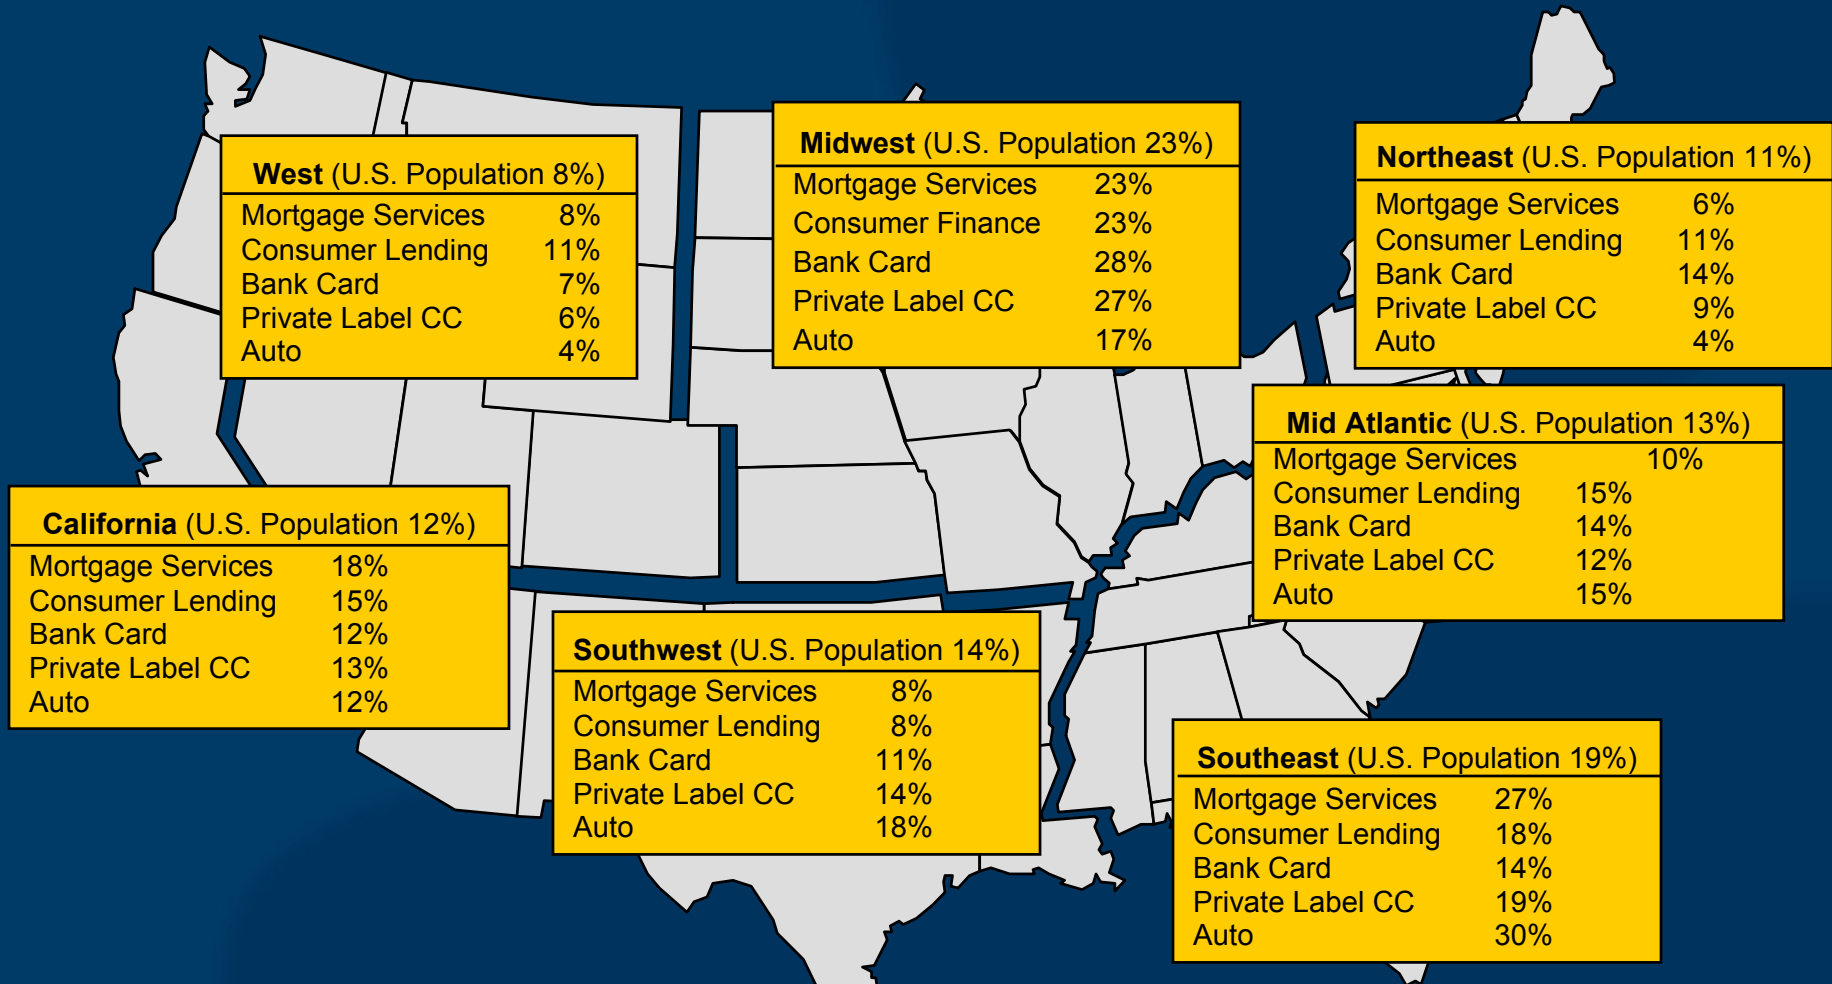 West (U.S. Population 8%)
Mortgage Services 8%
Consumer Lending 11%
Bank Card 7%
Private Label CC 6%
Auto 4%
Midwest (U.S. Population 23%)
Mortgage Services 23%
Consumer Finance 23%
Bank Card 28%
Private Label CC 27%
Auto 17%
Northeast (U.S. Population 11%)
Mortgage Services 6%
Consumer Lending 11%
Bank Card 14%
Private Label CC 9%
Auto 4%
Mid Atlantic (U.S. Population 13%)
Mortgage Services 10%
Consumer Lending 15%
Bank Card 14%
Private Label CC 12%
Auto 15%
California (U.S. Population 12%)
Mortgage Services 18%
Consumer Lending 15%
Bank Card 12%
Private Label CC 13%
Auto 12%
Southwest (U.S. Population 14%)
Mortgage Services 8%
Consumer Lending 8%
Bank Card 11%
Private Label CC 14%
Auto 18%
Southeast (U.S. Population 19%)
Mortgage Services 27%
Consumer Lending 18%
Bank Card 14%
Private Label CC 19%
Auto 30%